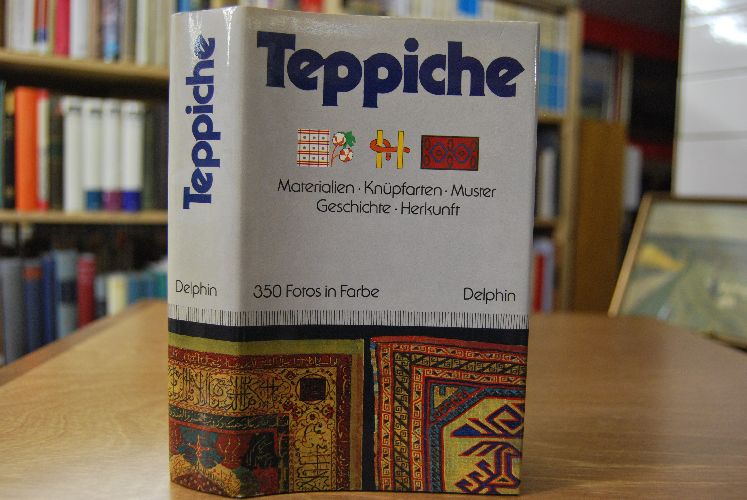 Teppiche
Delphin
Teppiche
Materialien · Knüpfarten · Muster
Geschichte · Herkunft
350 Fotos in Farbe
Delphin